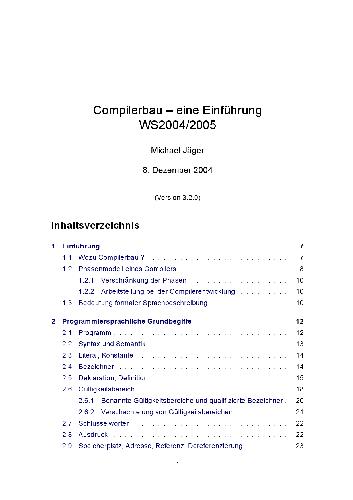 Compilerbau – eine Einführung
WS2004/2005
Michael Jäger
8. Dezember 2004
(Version 3.2.0)
Inhaltsverzeichnis
1 Einführung 7
1.1 Wozu Compilerbau ? . . . . . . . . . . . . . . . . . . . . . . 7
1.2 Phasenmodell eines Compilers . . . . . . . . . . . . . . . . . 8
1.2.1 Verschränkung der Phasen . . . . . . . . . . . . . . . 10
1.2.2 Arbeitsteilung bei der Compilerentwicklung . . . . . . . . 10
1.3 Bedeutung formaler Sprachbeschreibung . . . . . . . . . . . . 10
2 Programmiersprachliche Grundbegriffe 12
2.1 Programm . . . . . . . . . . . . . . . . . . . . . . . . . . 12
2.2 Syntax und Semantik . . . . . . . . . . . . . . . . . . . . . 13
2.3 Literal, Konstante . . . . . . . . . . . . . . . . . . . . . . 14
2.4 Bezeichner . . . . . . . . . . . . . . . . . . . . . . . . . . 14
2.5 Deklaration, Definition . . . . . . . . . . . . . . . . . . . . 15
2.6 Gültigkeitsbereich . . . . . . . . . . . . . . . . . . . . . . 18
2.6.1 Benannte Gültigkeitsbereiche und qualifizierte Bezeichner . 20
2.6.2 Verschachtelung von Gültigkeitsbereichen . . . . . . . . . 21
2.7 Schlüsselwörter . . . . . . . . . . . . . . . . . . . . . . . 22
2.8 Ausdruck . . . . . . . . . . . . . . . . . . . . . . . . . . 22
2.9 Speicherplatz, Adresse, Referenz, Dereferenzierung . . . . . . 23